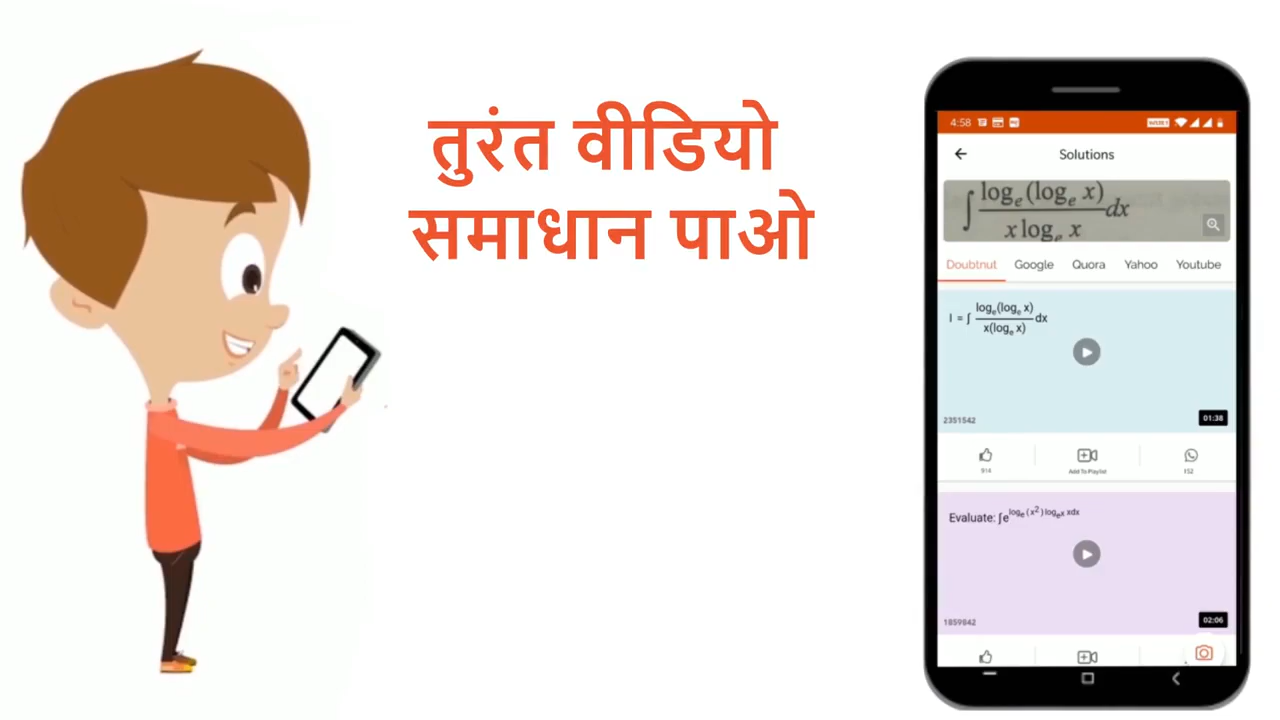 तुरंत वीडियो
समाधान पाओ
4:58
Solutions
∫ logₑ(logₑ x) / x logₑ x dx
Doubtnut Google Quora Yahoo Youtube
I = ∫ logₑ(logₑ x) / x(logₑ x) dx
2351542
01:38
914
Add To Playlist
152
Evaluate: ∫e^logₑ(x²) logₑx xdx
1859842
02:06